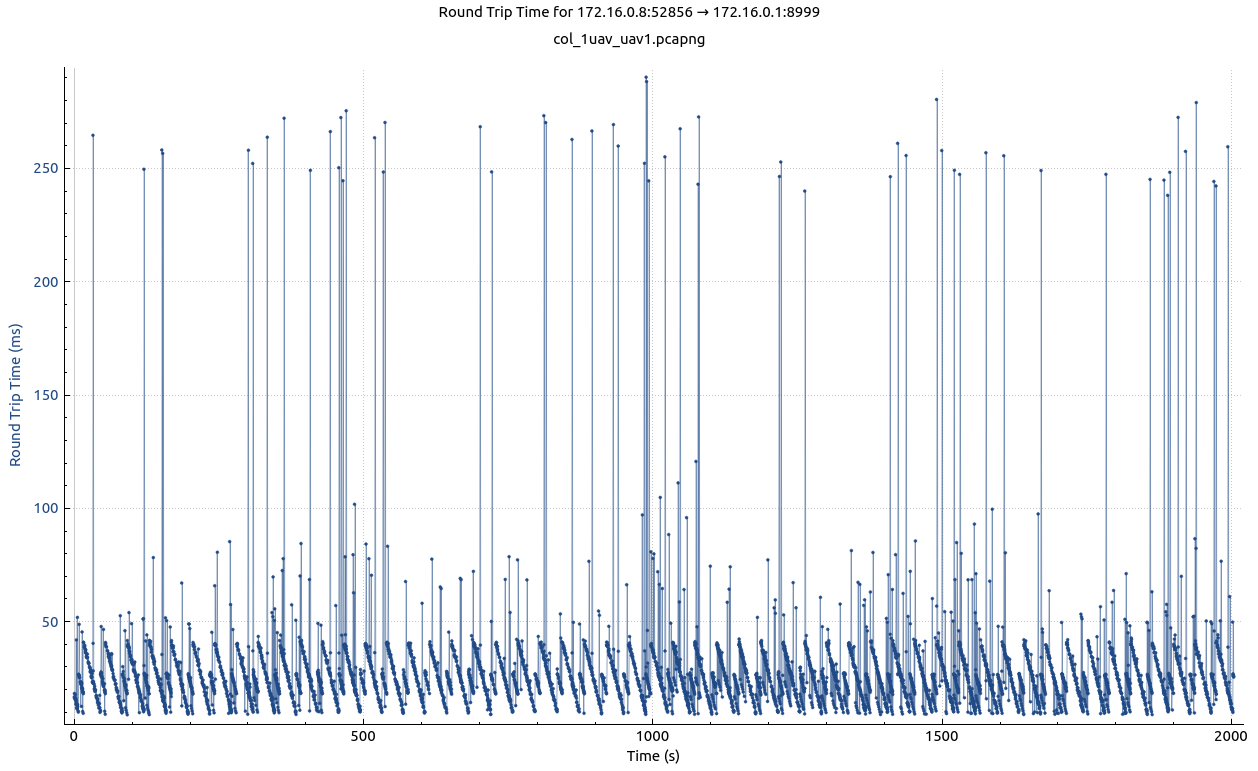 Round Trip Time for 172.16.0.8:52856 → 172.16.0.1:8999
col_1uav_uav1.pcapng
Round Trip Time (ms)
250
200
150
100
50
0
500
1000
1500
2000
Time (s)